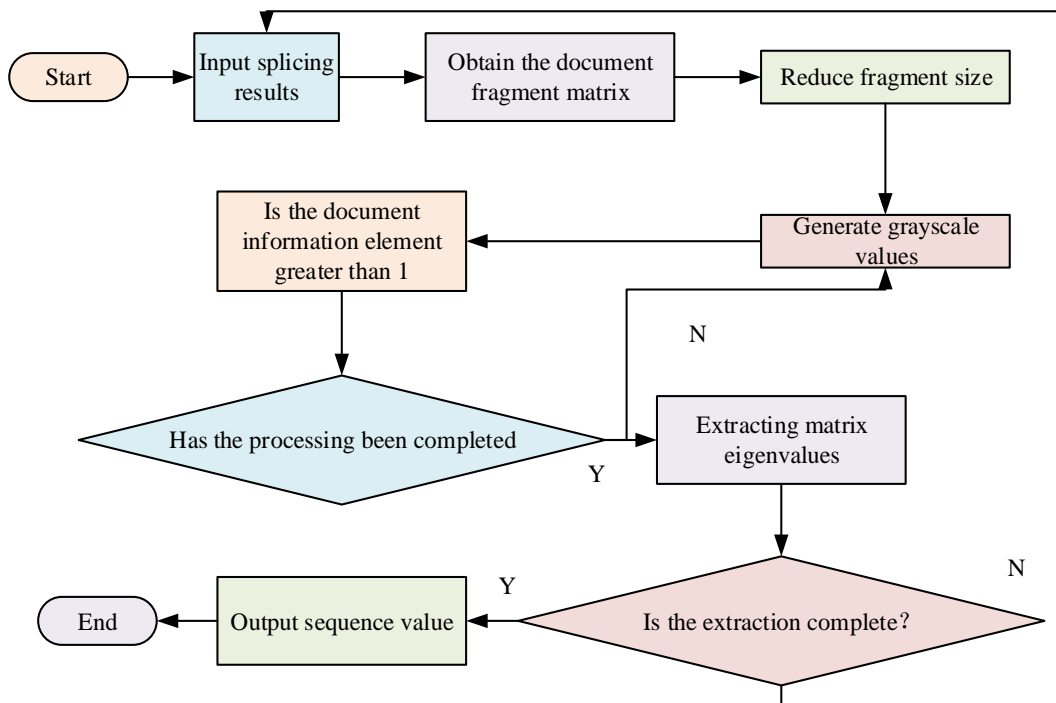 Start
Input splicing
results
Obtain the document
fragment matrix
Reduce fragment size
Generate grayscale
values
Is the document
information element
greater than 1
N
Has the processing been completed
Y
Extracting matrix
eigenvalues
Is the extraction complete？
N
Y
Output sequence value
End